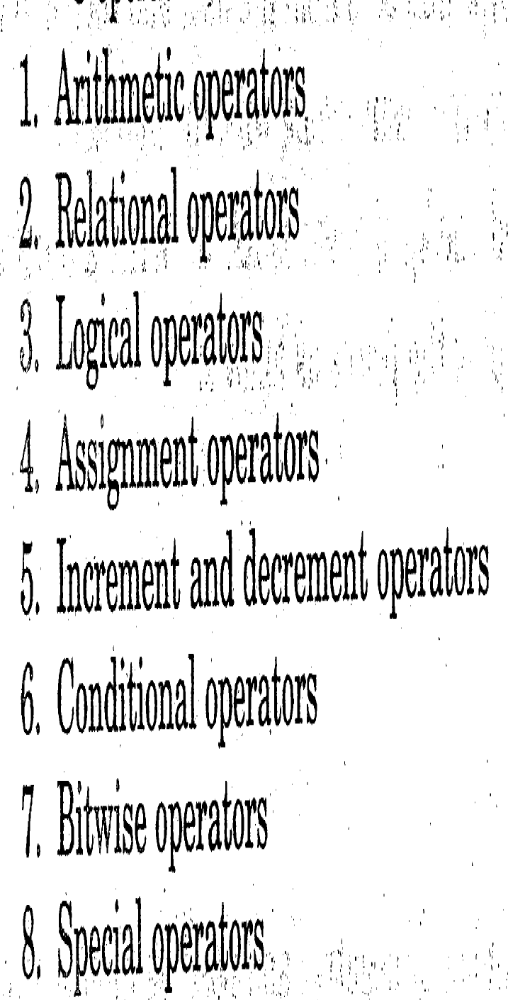 1. Arithmetic operators
2. Relational operators
3. Logical operators
4. Assignment operators
5. Increment and decrement operators
6. Conditional operators
7. Bitwise operators
8. Special operators